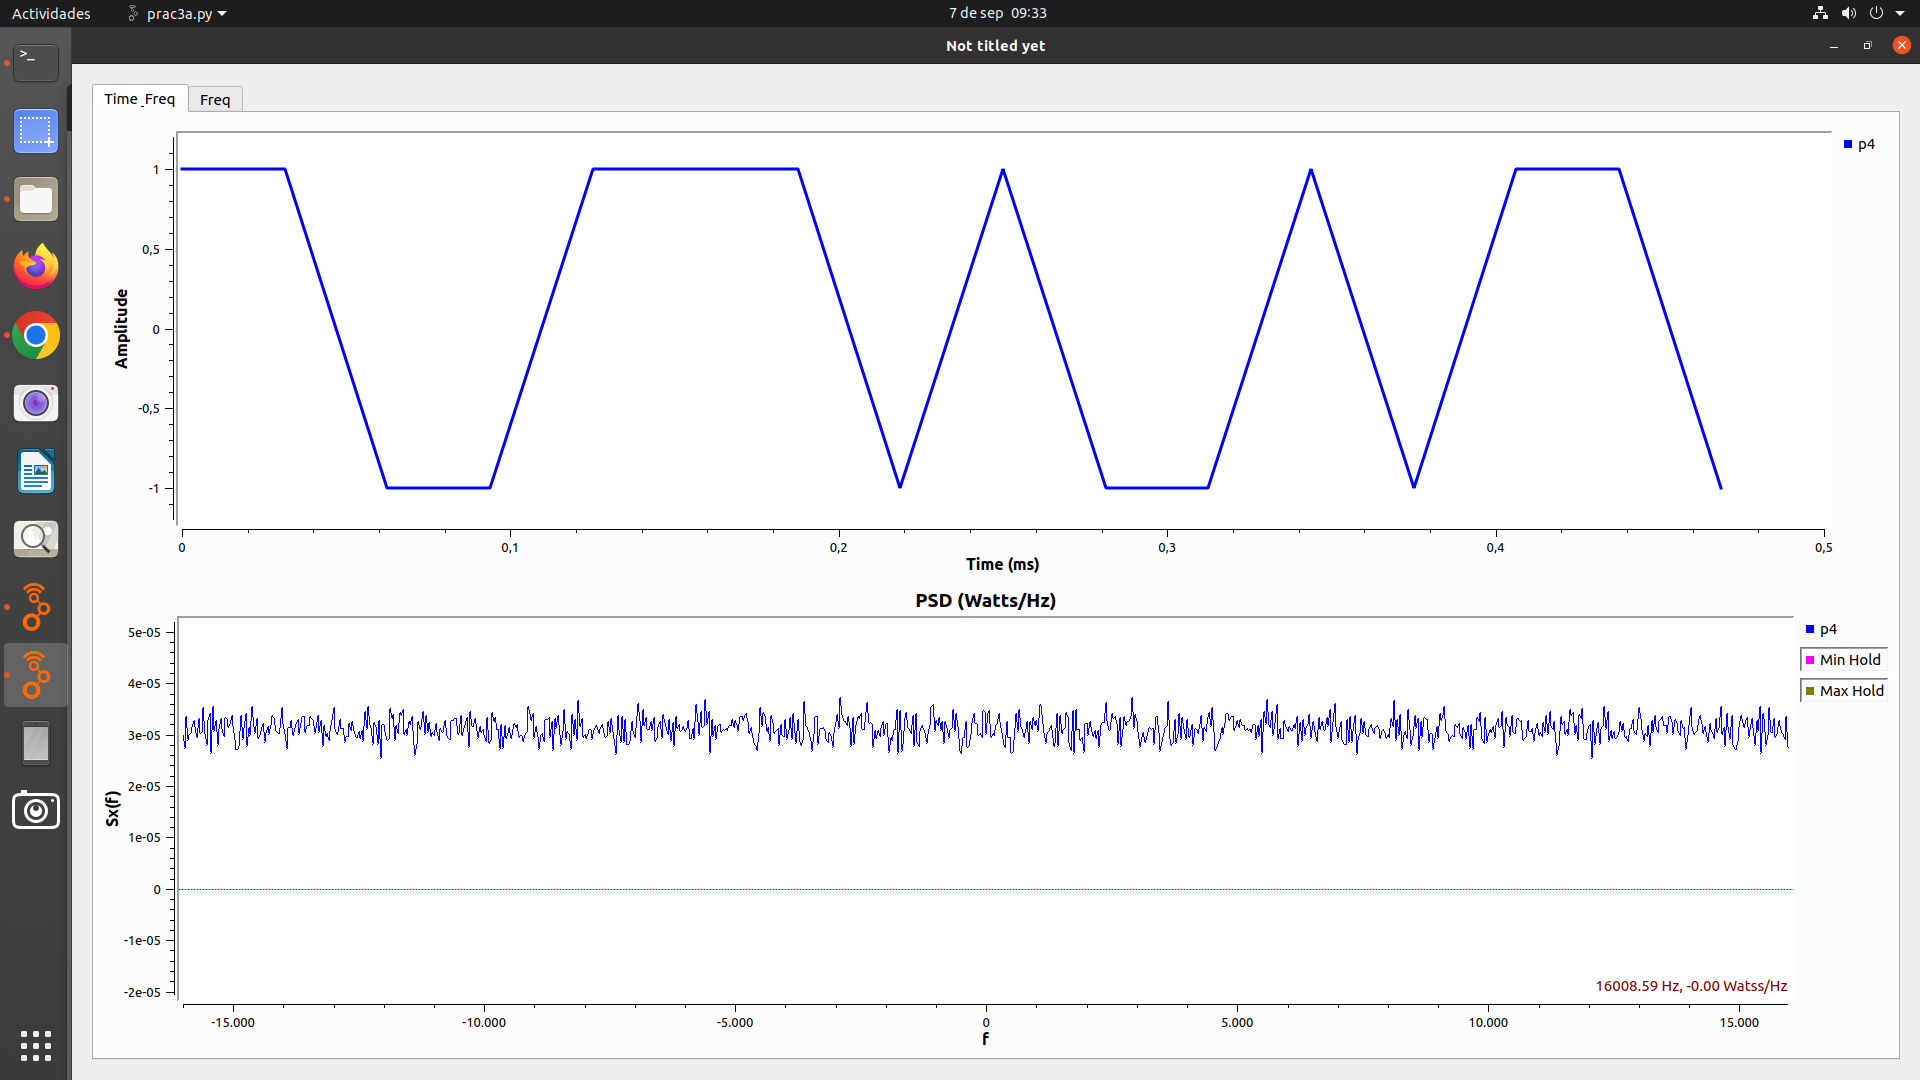 Actividades
prac3a.py
7 de sep 09:33
Not titled yet
Time_Freq
Freq
p4
1
0,5
0
-0,5
-1
Amplitude
0
0,1
0,2
0,3
0,4
0,5
Time (ms)
PSD (Watts/Hz)
p4
Min Hold
Max Hold
5e-05
4e-05
3e-05
2e-05
1e-05
0
-1e-05
-2e-05
Sx(f)
16008.59 Hz, -0.00 Watss/Hz
-15.000
-10.000
-5.000
0
5.000
10.000
15.000
f